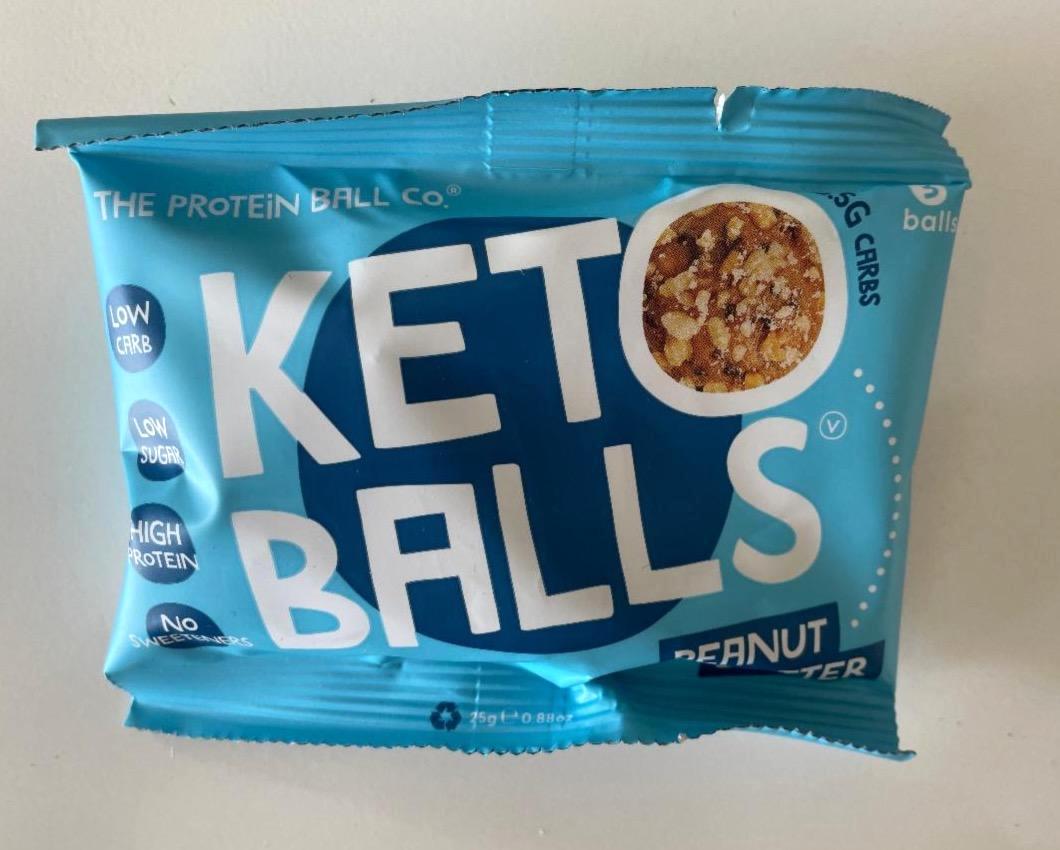 THE PROTEiN BALL CO.®
5G CARBS
balls
LOW
CARB
LOW
SUGAR
HIGH
PROTEIN
NO
SWEETENERS
KETO
BALLS
V
PEANUT
25g ℮ 0.88oz